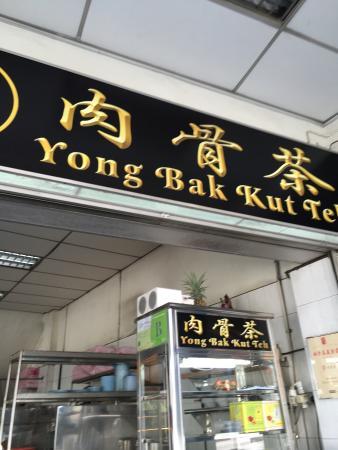 肉骨茶
Yong Bak Kut Teh
肉骨茶
Yong Bak Kut Teh
B